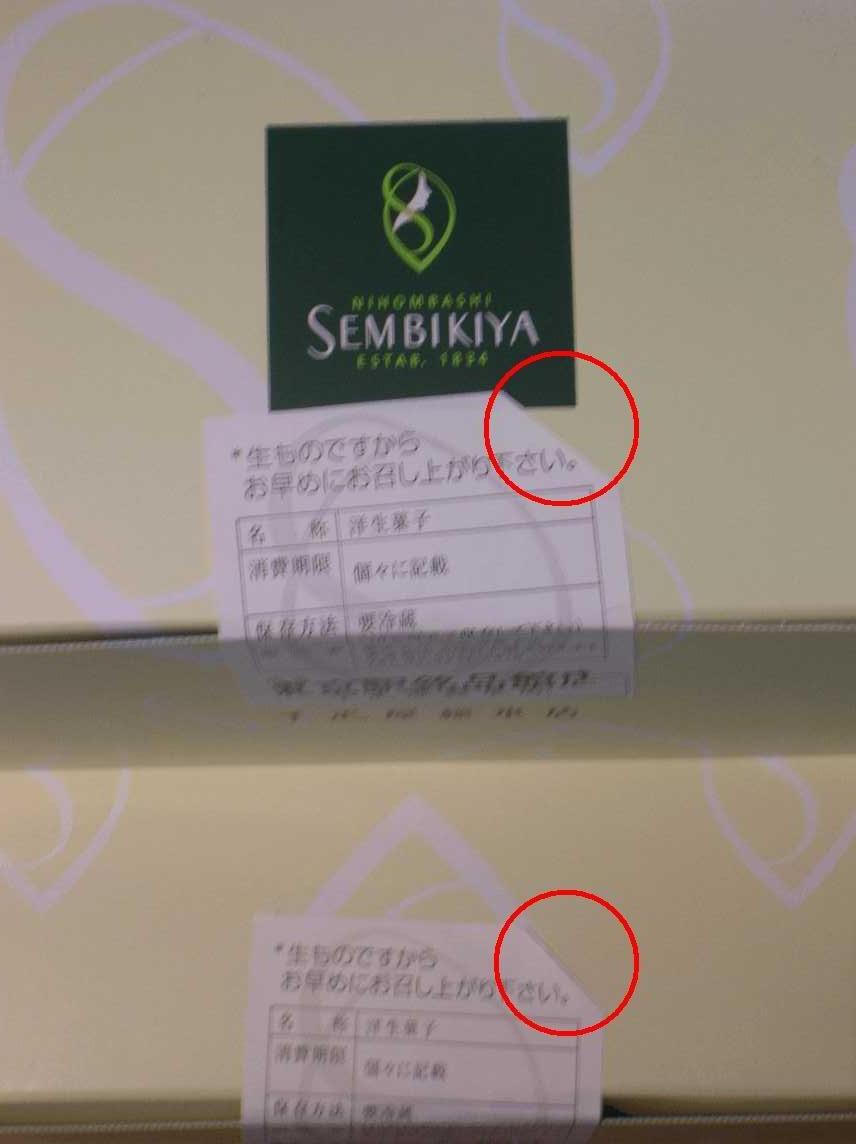 NIHOMBASHI
SEMBIKIYA
ESTAB. 1834
*生ものですから
お早めにお召し上がり下さい。
名　称 洋生菓子
消費期限 個々に記載
保存方法 要冷蔵
*生ものですから
お早めにお召し上がり下さい。
名　称 洋生菓子
消費期限 個々に記載
保存方法 要冷蔵